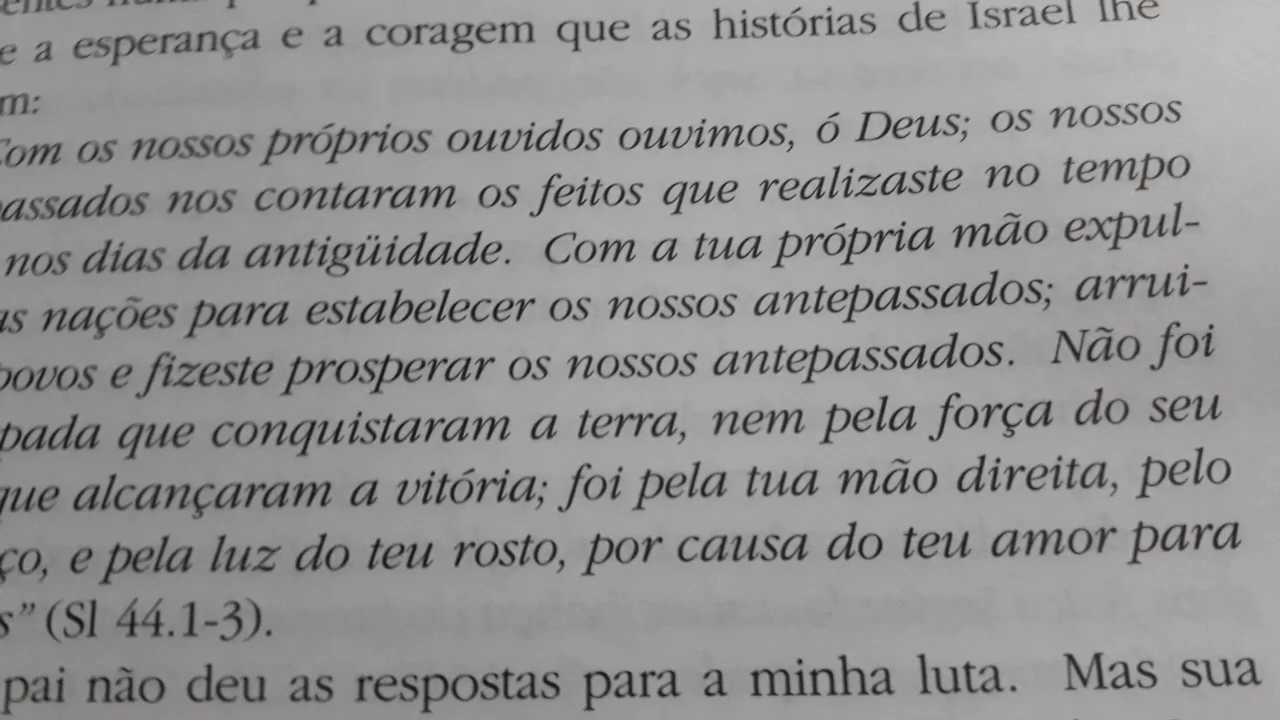 e a esperança e a coragem que as histórias de Israel lhe
m:
Com os nossos próprios ouvidos ouvimos, ó Deus; os nossos
passados nos contaram os feitos que realizaste no tempo
nos dias da antigüidade. Com a tua própria mão expul-
as nações para estabelecer os nossos antepassados; arrui-
povos e fizeste prosperar os nossos antepassados. Não foi
pada que conquistaram a terra, nem pela força do seu
que alcançaram a vitória; foi pela tua mão direita, pelo
ço, e pela luz do teu rosto, por causa do teu amor para
s” (Sl 44.1-3).
pai não deu as respostas para a minha luta. Mas sua